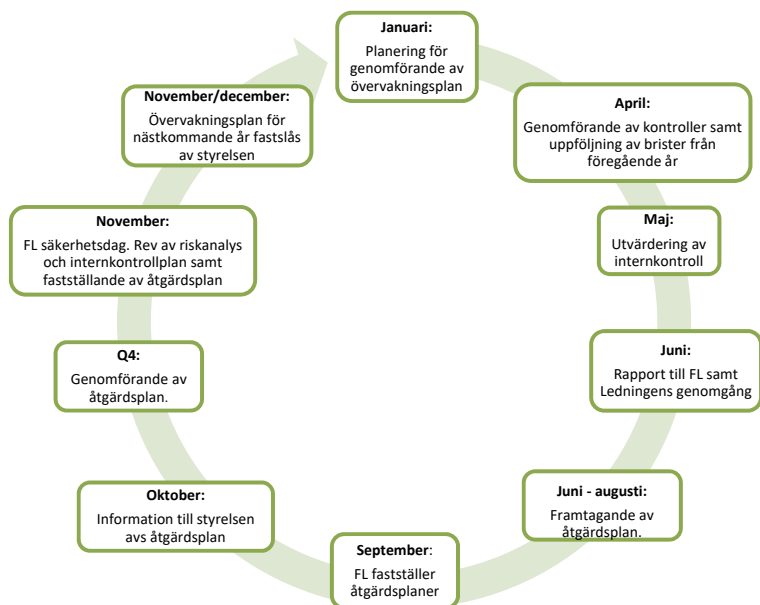 Januari:
Planering för
genomförande av
övervakningsplan
April:
Genomförande av kontroller samt
uppföljning av brister från
föregående år
Maj:
Utvärdering av
internkontroll
Juni:
Rapport till FL samt
Ledningens genomgång
Juni - augusti:
Framtagande av
åtgärdsplan.
September:
FL fastställer
åtgärdsplaner
Oktober:
Information till styrelsen
avs åtgärdsplan
Q4:
Genomförande av
åtgärdsplan.
November:
FL säkerhetsdag. Rev av riskanalys
och internkontrollplan samt
fastställande av åtgärdsplan
November/december:
Övervakningsplan för
nästkommande år fastslås
av styrelsen